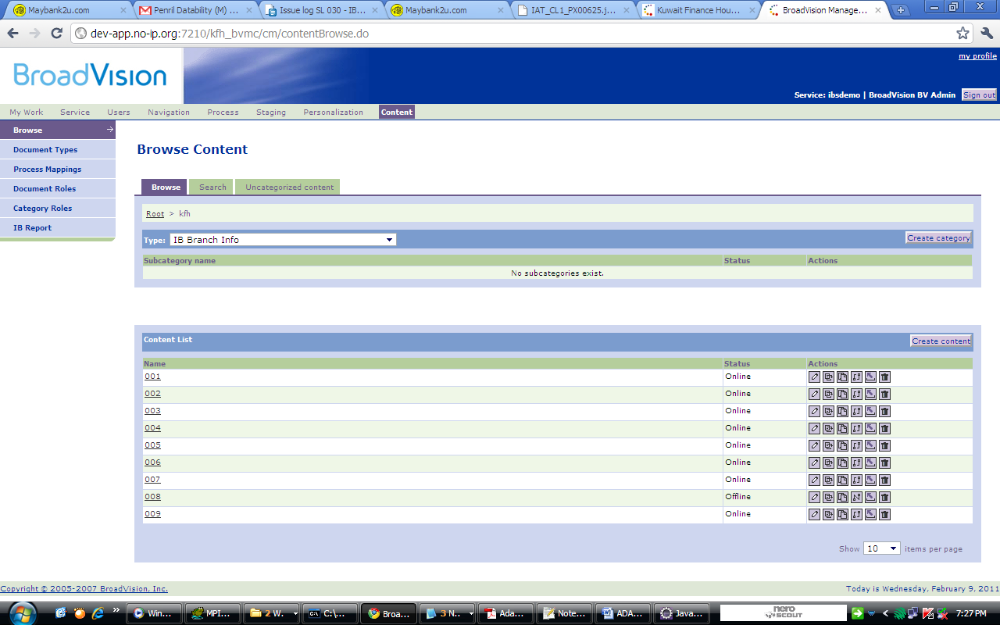 Maybank2u.com
Penril Datability (M) ...
Issue log SL 030 - IB...
Maybank2u.com
IAT_CL1_PX00625.j...
Kuwait Finance Hou...
BroadVision Manage...
dev-app.no-ip.org:7210/kfh_bvmc/cm/contentBrowse.do
BroadVision
my profile
Service: ibsdemo | BroadVision BV Admin Sign out
My Work Service Users Navigation Process Staging Personalization Content
Browse
Document Types
Process Mappings
Document Roles
Category Roles
IB Report
Browse Content
Browse Search Uncategorized content
Root > kfh
Type: IB Branch Info Create category
Subcategory name Status Actions
No subcategories exist.
Content List Create content
Name Status Actions
001 Online
002 Online
003 Online
004 Online
005 Online
006 Online
007 Online
008 Offline
009 Online
Show 10 items per page
Copyright © 2005-2007 BroadVision, Inc. Today is Wednesday, February 9, 2011
Win... MPI... 2 W. C:\... Broa... 3 N.. Ada... Note... ADA... Java... nero SCOUT 7:27 PM